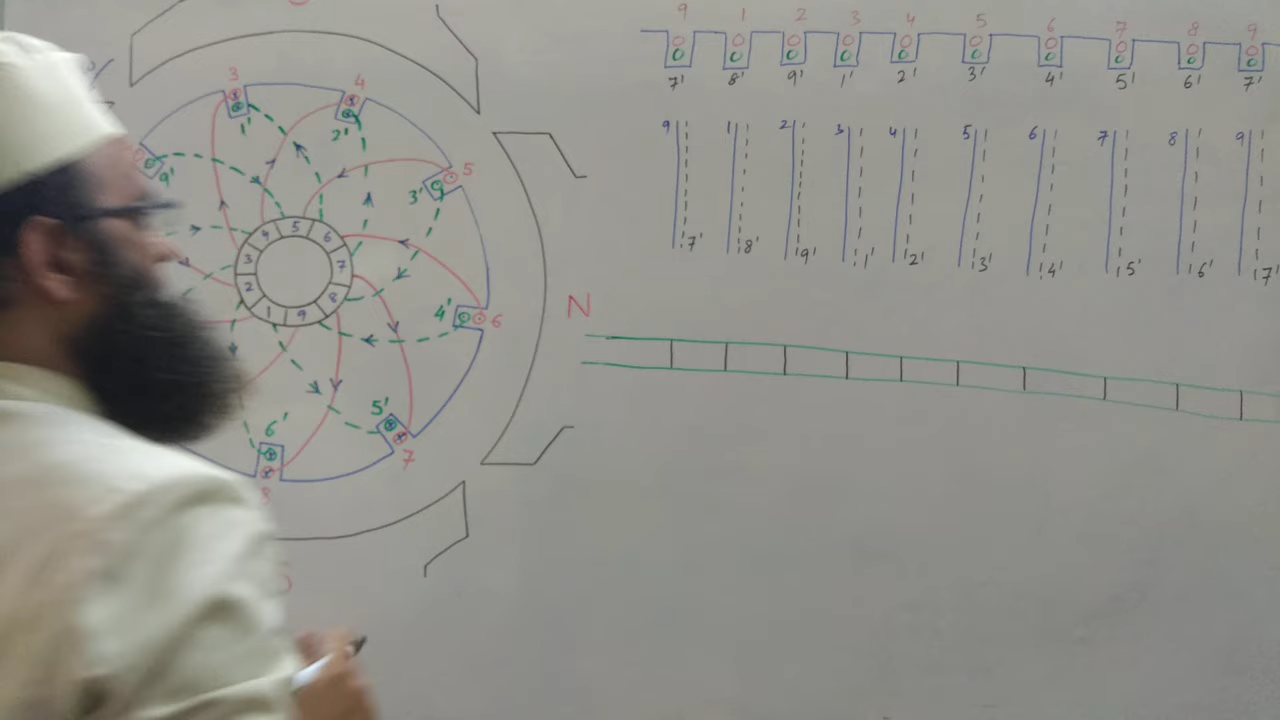 9 1 2 3 4 5 6 7 8 9
7' 8' 9' 1' 2' 3' 4' 5' 6' 7'
9 1 2 3 4 5 6 7 8 9
7' 8' 9' 1' 2' 3' 4' 5' 6' 7'
3 4
1' 2'
9'
3' 5
4 5 6
3 7
2 8
1 9
4' 6
N
5' 7
6'
8
S